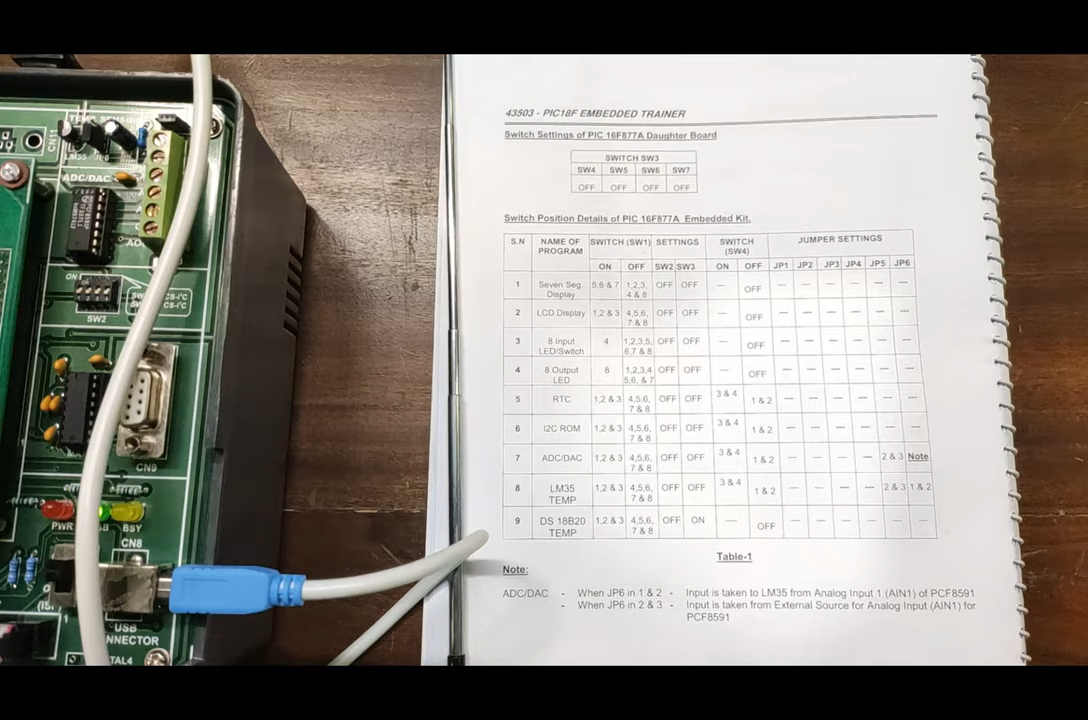 TEMP SENSOR
CN11
LM35 JP6
ADC/DAC
ON
SW2
CN9
PWR
BSY
CN8
USB
CONNECTOR
43503 - PIC18F EMBEDDED TRAINER
Switch Settings of PIC 16F877A Daughter Board
SWITCH SW3
SW4 SW5 SW6 SW7
OFF OFF OFF OFF
Switch Position Details of PIC 16F877A Embedded Kit.
S.N NAME OF PROGRAM SWITCH (SW1) SETTINGS SWITCH (SW4) JUMPER SETTINGS
ON OFF SW2 SW3 ON OFF JP1 JP2 JP3 JP4 JP5 JP6
1 Seven Seg. Display 5,6 & 7 1,2,3, 4 & 8 OFF OFF --- OFF --- --- --- --- --- ---
2 LCD Display 1,2 & 3 4,5,6, 7 & 8 OFF OFF --- OFF --- --- --- --- --- ---
3 8 Input LED/Switch 4 1,2,3,5, 6,7 & 8 OFF OFF --- OFF --- --- --- --- --- ---
4 8 Output LED 8 1,2,3,4 5,6, & 7 OFF OFF --- OFF --- --- --- --- --- ---
5 RTC 1,2 & 3 4,5,6, 7 & 8 OFF OFF 3 & 4 1 & 2 --- --- --- --- --- ---
6 I2C ROM 1,2 & 3 4,5,6, 7 & 8 OFF OFF 3 & 4 1 & 2 --- --- --- --- --- ---
7 ADC/DAC 1,2 & 3 4,5,6, 7 & 8 OFF OFF 3 & 4 1 & 2 --- --- --- --- 2 & 3 Note
8 LM35 TEMP 1,2 & 3 4,5,6, 7 & 8 OFF OFF 3 & 4 1 & 2 --- --- --- --- 2 & 3 1 & 2
9 DS 18B20 TEMP 1,2 & 3 4,5,6, 7 & 8 OFF ON --- OFF --- --- --- --- --- ---
Table-1
Note:
ADC/DAC - When JP6 in 1 & 2 - Input is taken to LM35 from Analog Input 1 (AIN1) of PCF8591
- When JP6 in 2 & 3 - Input is taken from External Source for Analog Input (AIN1) for
PCF8591